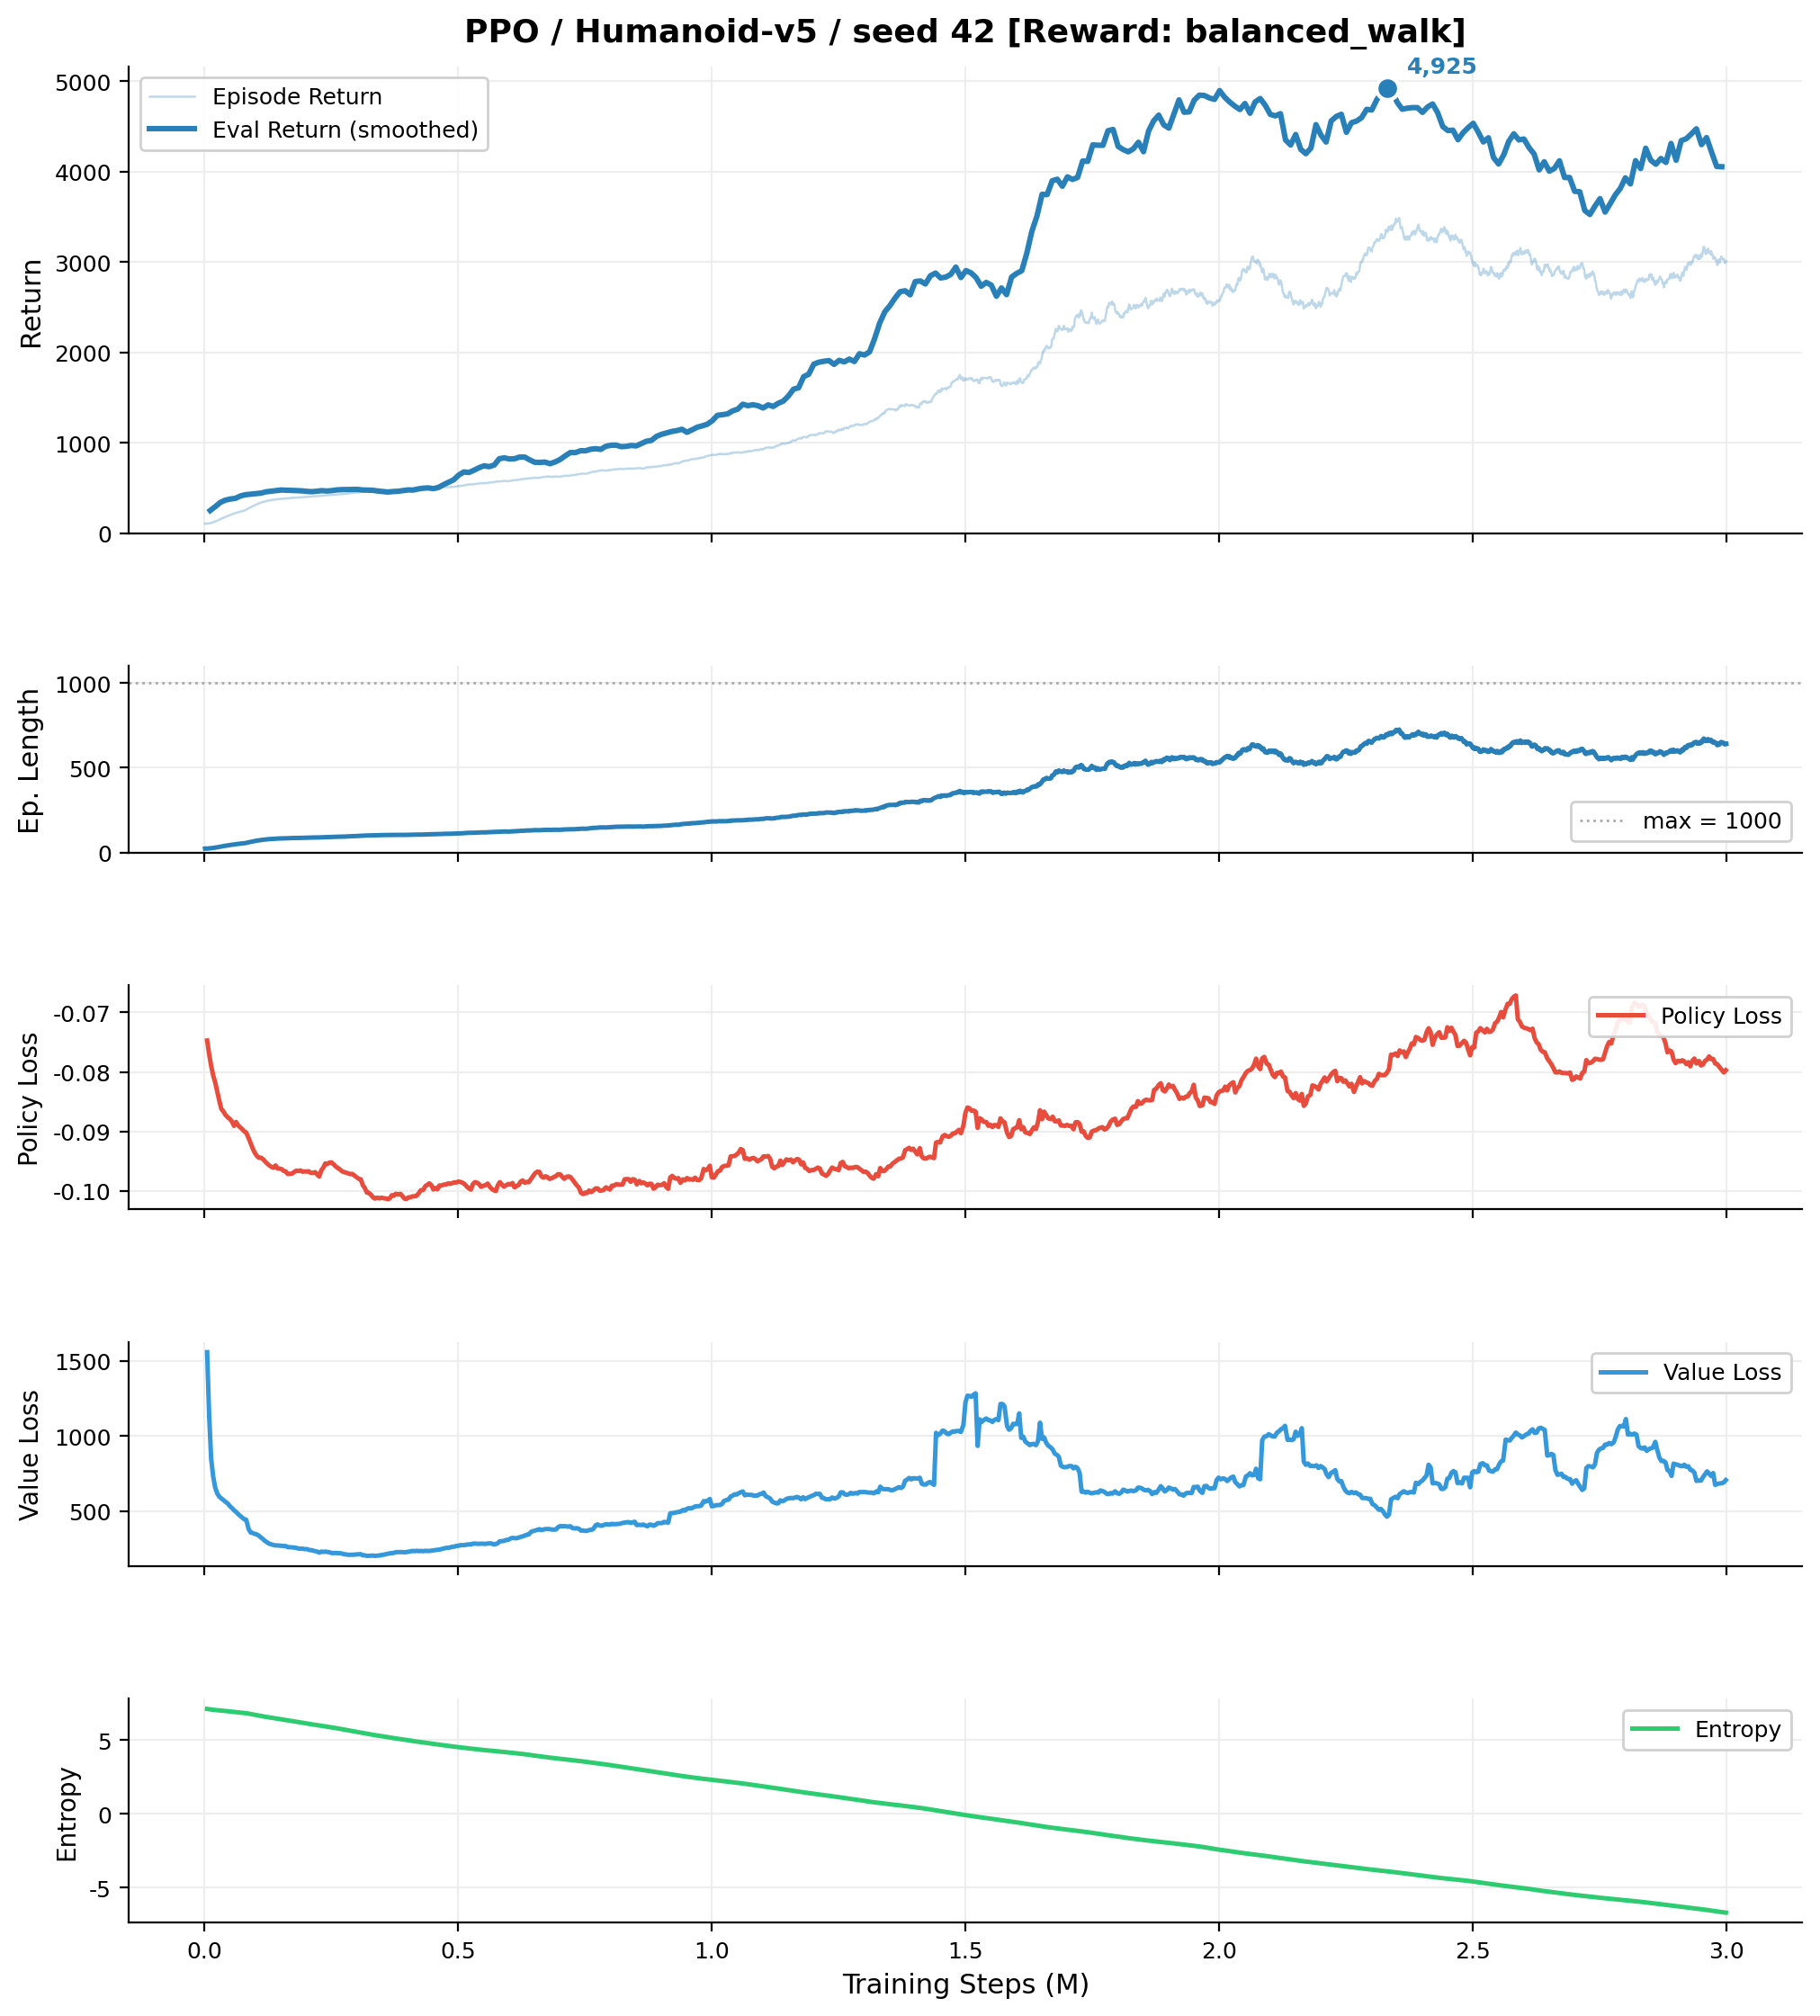 PPO / Humanoid-v5 / seed 42 [Reward: balanced_walk]
4,925
Episode Return
Eval Return (smoothed)
Return
5000
4000
3000
2000
1000
0
Ep. Length
1000
500
0
max = 1000
Policy Loss
-0.07
-0.08
-0.09
-0.10
Policy Loss
Value Loss
1500
1000
500
Value Loss
Entropy
5
0
-5
Entropy
0.0 0.5 1.0 1.5 2.0 2.5 3.0
Training Steps (M)